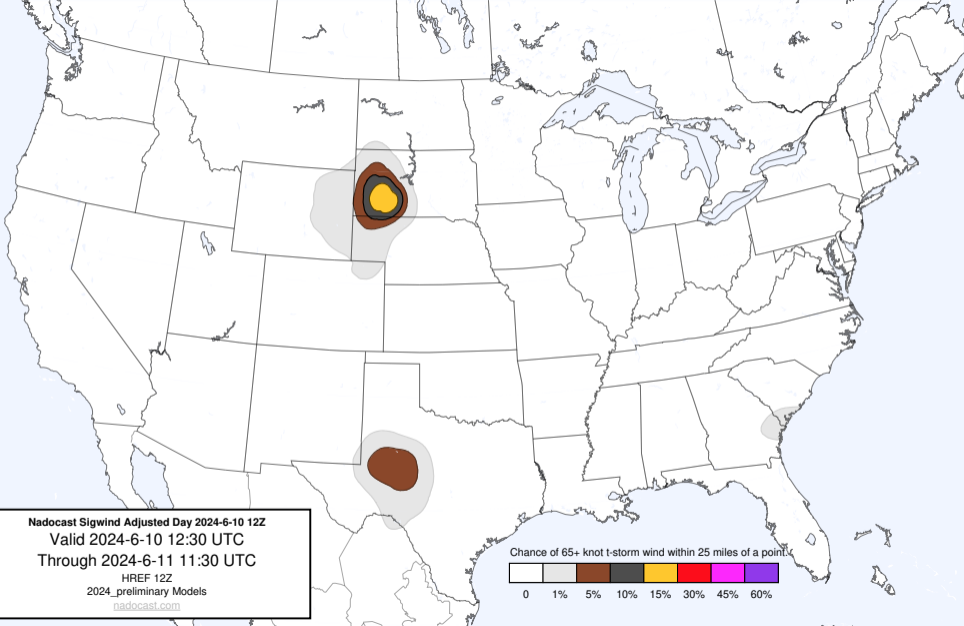 Nadocast Sigwind Adjusted Day 2024-6-10 12Z
Valid 2024-6-10 12:30 UTC
Through 2024-6-11 11:30 UTC
HREF 12Z
2024_preliminary Models
nadocast.com
Chance of 65+ knot t-storm wind within 25 miles of a point.
0 1% 5% 10% 15% 30% 45% 60%